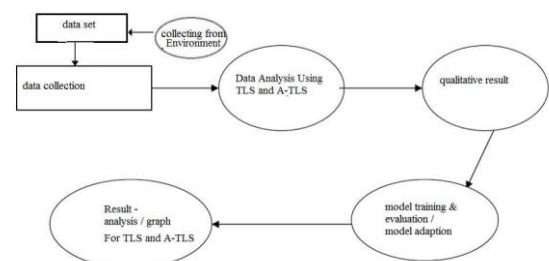 data set
collecting from
Environment
data collection
Data Analysis Using
TLS and A-TLS
qualitative result
model training &
evaluation /
model adaption
Result -
analysis / graph
For TLS and A-TLS